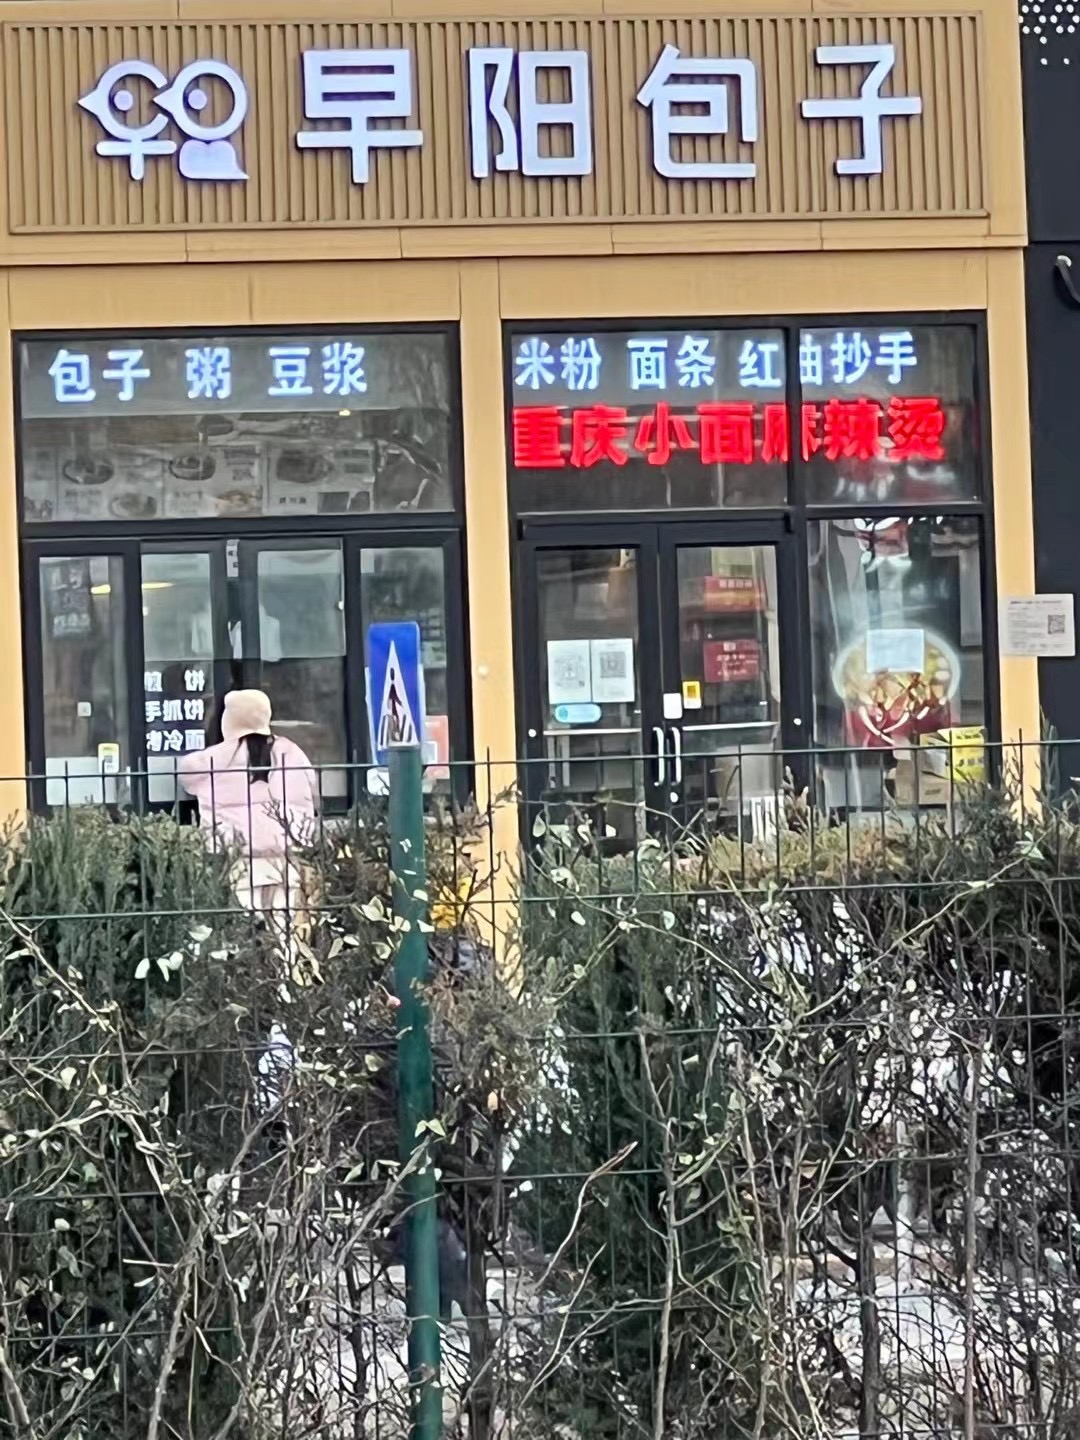 早阳包子
包子 粥 豆浆
米粉 面条 红油抄手
重庆小面麻辣烫
手抓饼
冷面